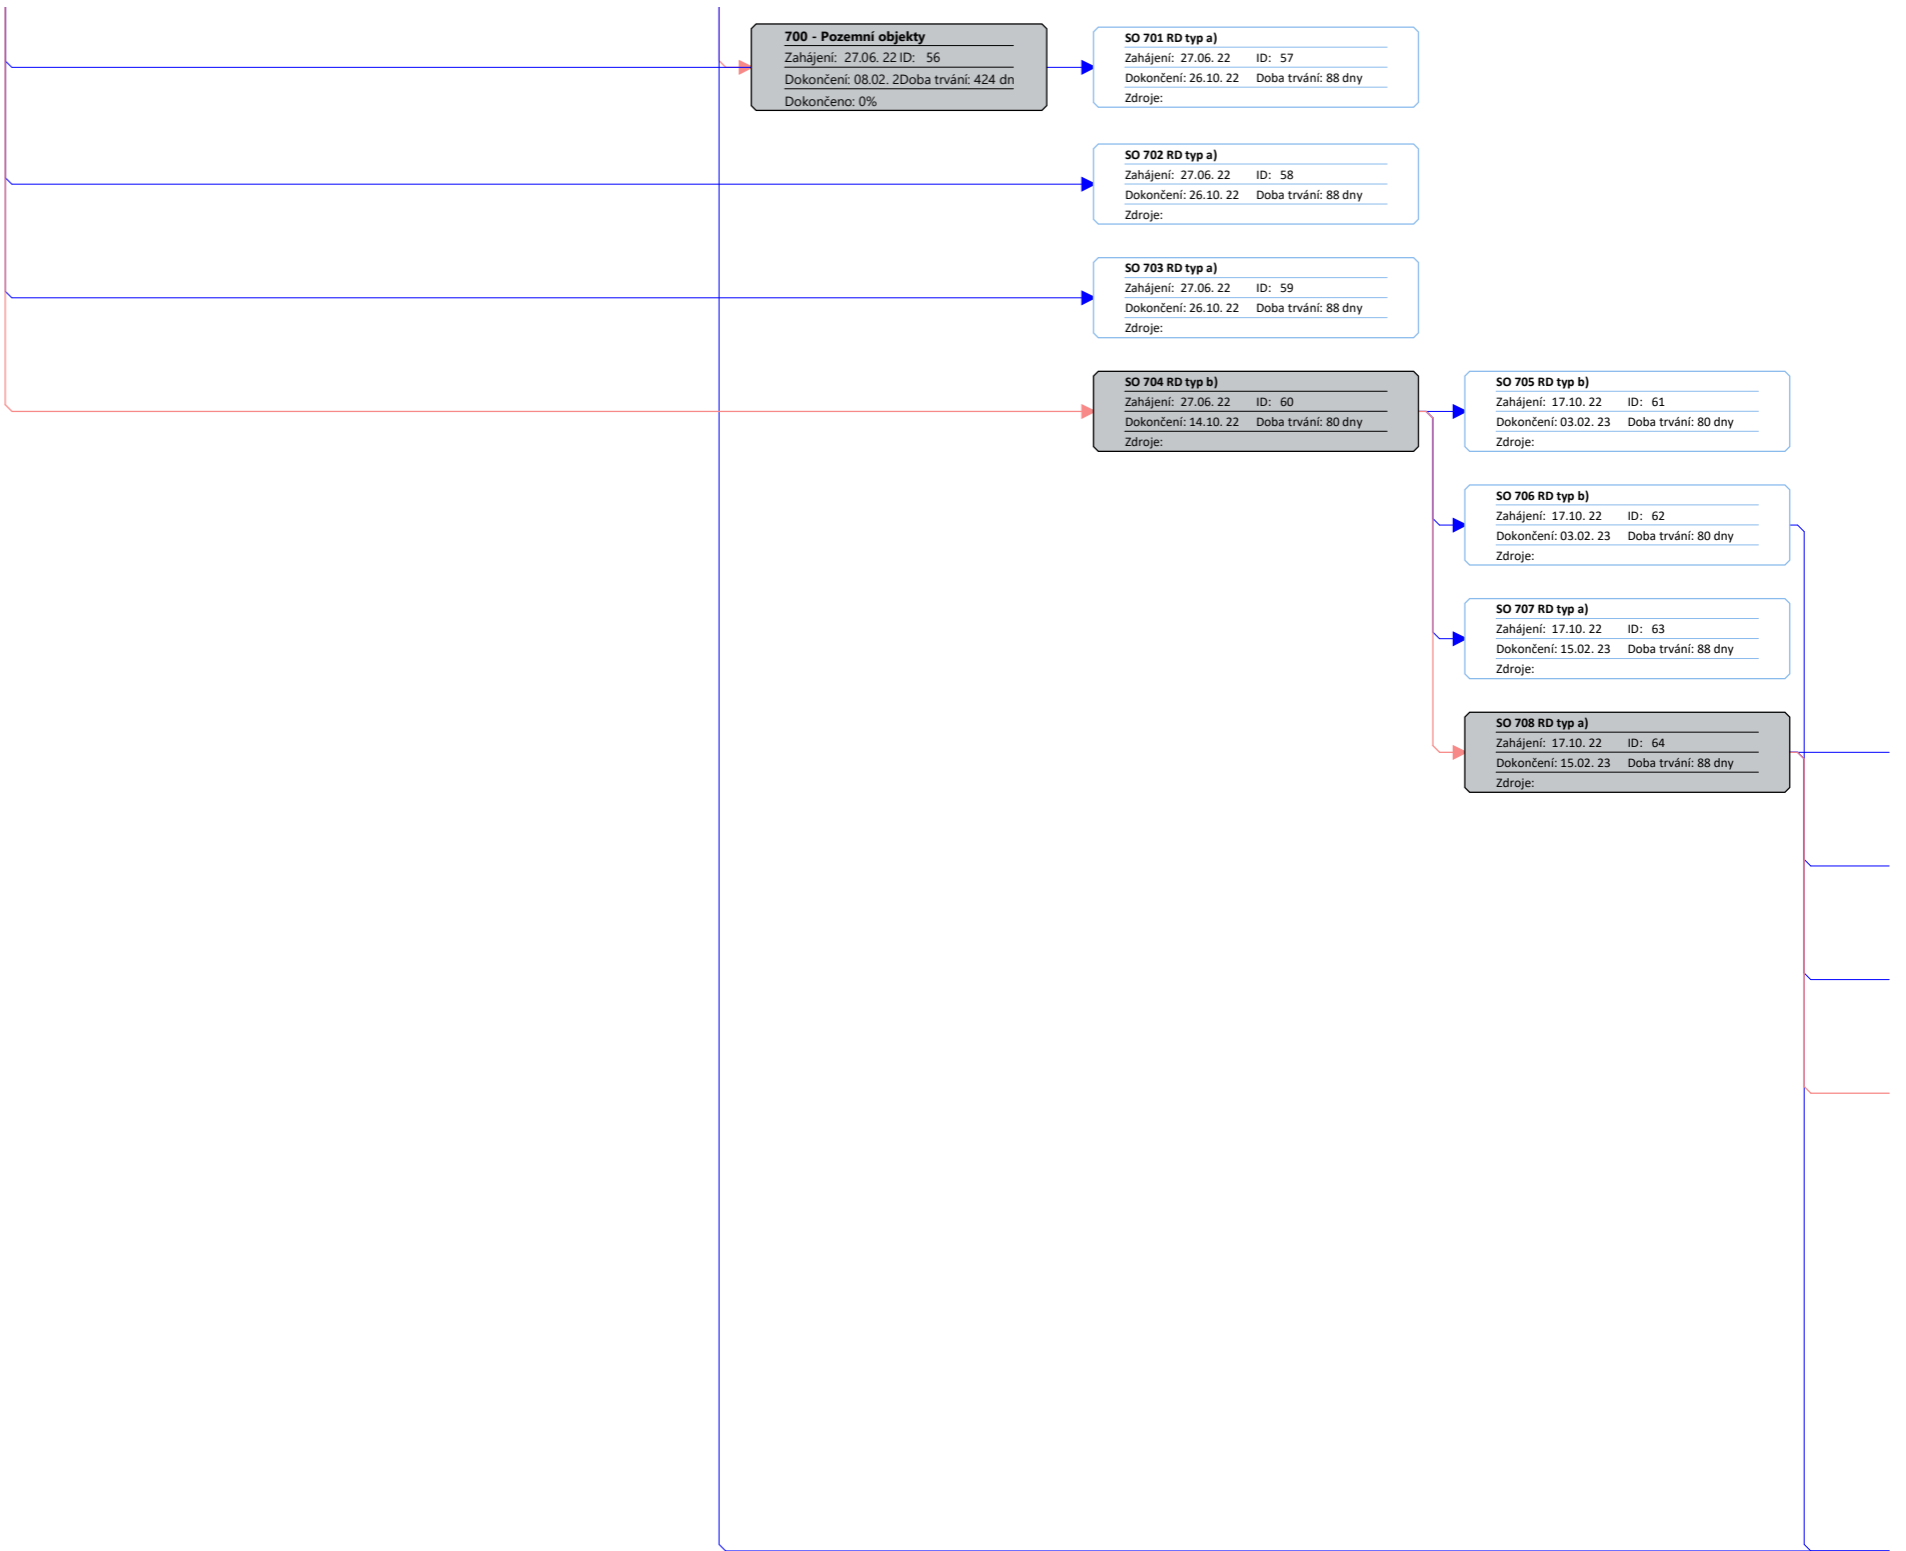 700 - Pozemní objekty
Zahájení: 27.06. 22 ID: 56
Dokončení: 08.02. 2Doba trvání: 424 dn
Dokončeno: 0%
SO 701 RD typ a)
Zahájení: 27.06. 22 ID: 57
Dokončení: 26.10. 22 Doba trvání: 88 dny
Zdroje:
SO 702 RD typ a)
Zahájení: 27.06. 22 ID: 58
Dokončení: 26.10. 22 Doba trvání: 88 dny
Zdroje:
SO 703 RD typ a)
Zahájení: 27.06. 22 ID: 59
Dokončení: 26.10. 22 Doba trvání: 88 dny
Zdroje:
SO 704 RD typ b)
Zahájení: 27.06. 22 ID: 60
Dokončení: 14.10. 22 Doba trvání: 80 dny
Zdroje:
SO 705 RD typ b)
Zahájení: 17.10. 22 ID: 61
Dokončení: 03.02. 23 Doba trvání: 80 dny
Zdroje:
SO 706 RD typ b)
Zahájení: 17.10. 22 ID: 62
Dokončení: 03.02. 23 Doba trvání: 80 dny
Zdroje:
SO 707 RD typ a)
Zahájení: 17.10. 22 ID: 63
Dokončení: 15.02. 23 Doba trvání: 88 dny
Zdroje:
SO 708 RD typ a)
Zahájení: 17.10. 22 ID: 64
Dokončení: 15.02. 23 Doba trvání: 88 dny
Zdroje: